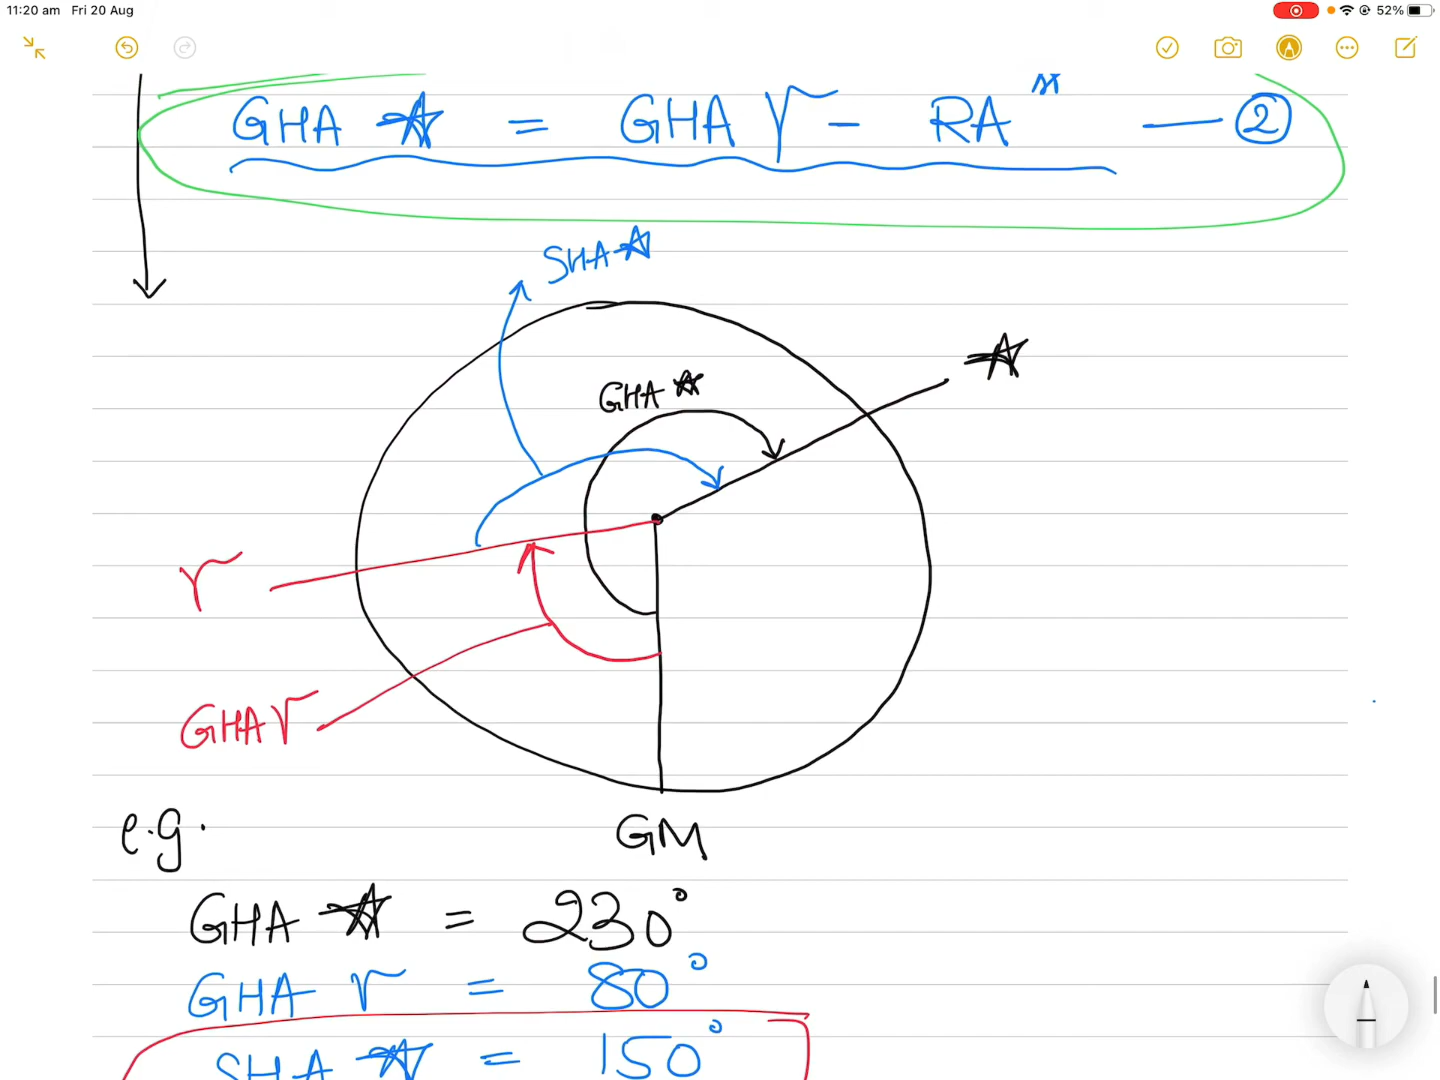 11:20 am Fri 20 Aug 52%
GHA ☆ = GHA ♈ - RA ☆ — ②
SHA ☆
☆
GHA ☆
♈
GHA ♈
GM
e.g.
GHA ☆ = 230°
GHA ♈ = 80°
SHA ☆ = 150°